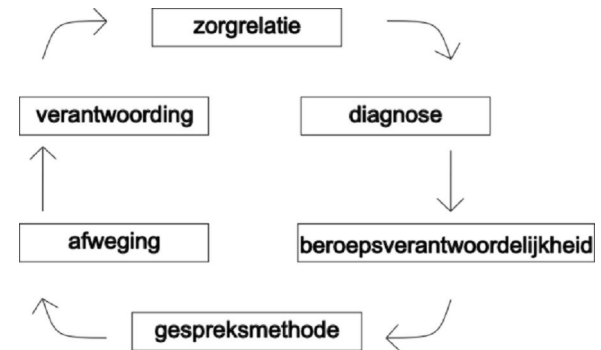 zorgrelatie
diagnose
beroepsverantwoordelijkheid
gespreksmethode
afweging
verantwoording